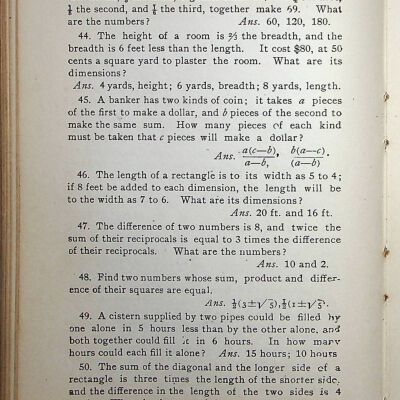 ½ the second, and ¼ the third, together make 69. What
are the numbers? Ans. 60, 120, 180.
44. The height of a room is ⅔ the breadth, and the
breadth is 6 feet less than the length. It cost $80, at 50
cents a square yard to plaster the room. What are its
dimensions?
Ans. 4 yards, height; 6 yards, breadth; 8 yards, length.
45. A banker has two kinds of coin; it takes a pieces
of the first to make a dollar, and b pieces of the second to
make the same sum. How many pieces of each kind
must be taken that c pieces will make a dollar?
Ans. a(c—b)/a—b, b(a—c)/(a—b).
46. The length of a rectangle is to its width as 5 to 4;
if 8 feet be added to each dimension, the length will be
to the width as 7 to 6. What are its dimensions?
Ans. 20 ft. and 16 ft.
47. The difference of two numbers is 8, and twice the
sum of their reciprocals is equal to 3 times the difference
of their reciprocals. What are the numbers?
Ans. 10 and 2.
48. Find two numbers whose sum, product and differ-
ence of their squares are equal.
Ans. ½(3±√5), ½(1±√5).
49. A cistern supplied by two pipes could be filled by
one alone in 5 hours less than by the other alone, and
both together could fill it in 6 hours. In how many
hours could each fill it alone? Ans. 15 hours; 10 hours
50. The sum of the diagonal and the longer side of a
rectangle is three times the length of the shorter side,
and the difference in the length of the two sides is 4